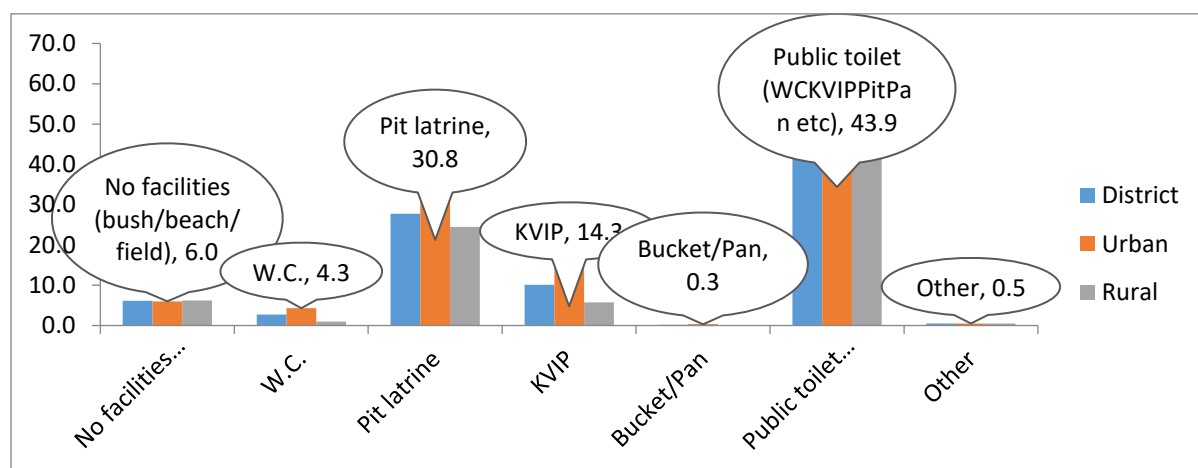 70.0
60.0
50.0
40.0
30.0
20.0
10.0
0.0
No facilities
(bush/beach/
field), 6.0
W.C., 4.3
Pit latrine,
30.8
KVIP, 14.3
Bucket/Pan,
0.3
Public toilet
(WCKVIPPitPa
n etc), 43.9
Other, 0.5
No facilities...
W.C.
Pit latrine
KVIP
Bucket/Pan
Public toilet...
Other
District
Urban
Rural